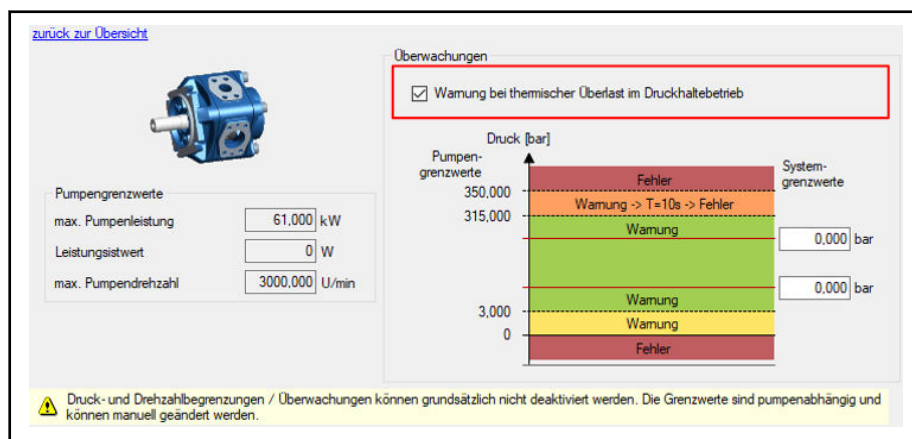 zurück zur Übersicht
Überwachungen
Warnung bei thermischer Überlast im Druckhaltebetrieb
Druck [bar]
Pumpen-
grenzwerte
System-
grenzwerte
350,000
Fehler
Warnung -> T=10s -> Fehler
315,000
Warnung
0,000 bar
0,000 bar
Warnung
3,000
Warnung
0
Fehler
Pumpengrenzwerte
max. Pumpenleistung 61,000 kW
Leistungsistwert 0 W
max. Pumpendrehzahl 3000,000 U/min
Druck- und Drehzahlbegrenzungen / Überwachungen können grundsätzlich nicht deaktiviert werden. Die Grenzwerte sind pumpenabhängig und
können manuell geändert werden.